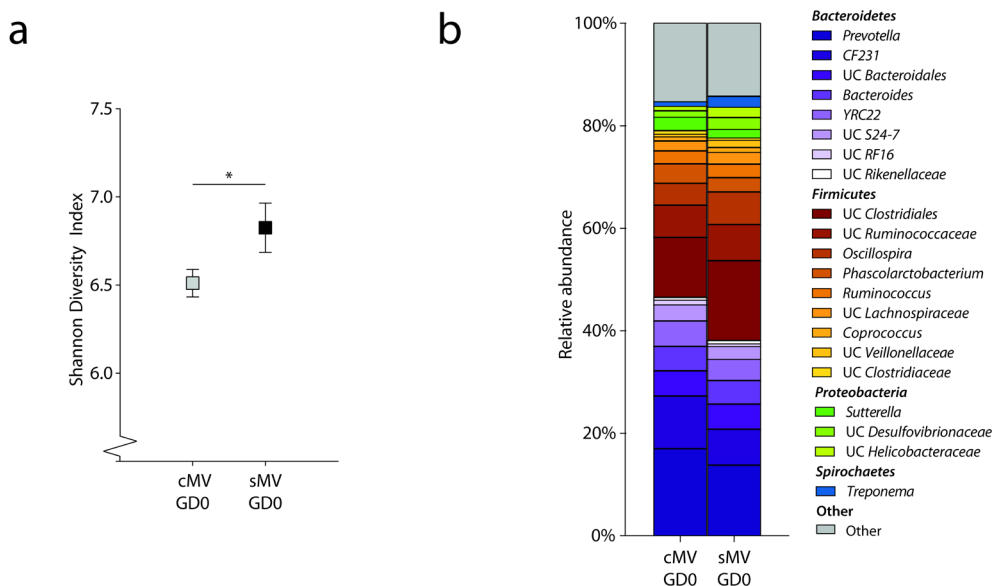 a
7.5
7.0
6.5
6.0
Shannon Diversity Index
*
cMV
GD0
sMV
GD0
b
100%
80%
60%
40%
20%
0%
Relative abundance
cMV
GD0
sMV
GD0
Bacteroidetes
Prevotella
CF231
UC Bacteroidales
Bacteroides
YRC22
UC S24-7
UC RF16
UC Rikenellaceae
Firmicutes
UC Clostridiales
UC Ruminococcaceae
Oscillospira
Phascolarctobacterium
Ruminococcus
UC Lachnospiraceae
Coprococcus
UC Veillonellaceae
UC Clostridiaceae
Proteobacteria
Sutterella
UC Desulfovibrionaceae
UC Helicobacteraceae
Spirochaetes
Treponema
Other
Other